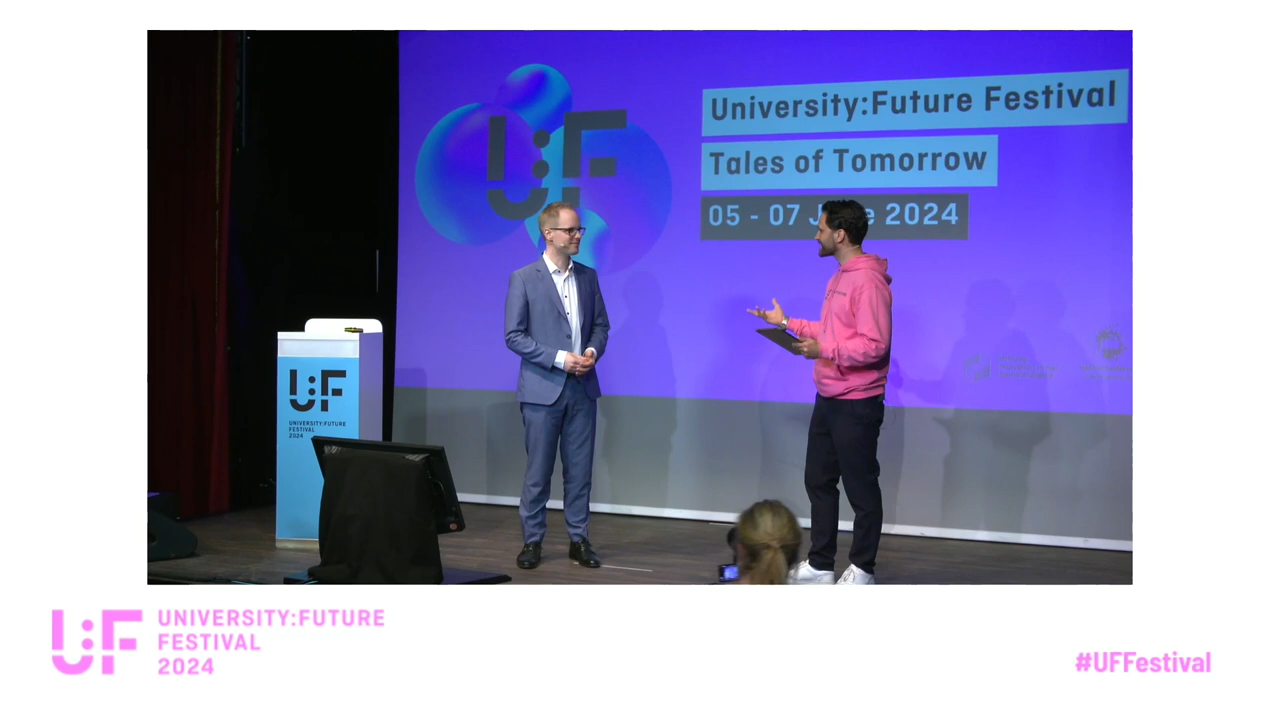 University:Future Festival
Tales of Tomorrow
U:F
05 - 07 J e 2024
U:F
UNIVERSITY:FUTURE
FESTIVAL
2024
U:F
UNIVERSITY:FUTURE
FESTIVAL
2024
#UFFestival